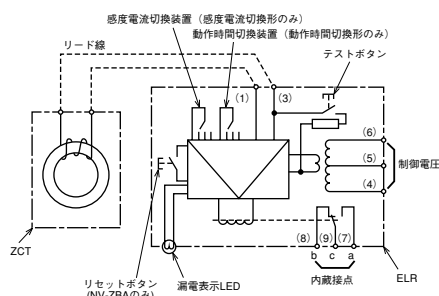 感度電流切換装置(感度電流切換形のみ)
動作時間切換装置(動作時間切換形のみ)
リード線
テストボタン
(1)
(3)
(6)
(5)
制御電圧
(4)
(8)
(9)
(7)
b
c
a
ZCT
リセットボタン
(NV-ZBAのみ)
漏電表示LED
内蔵接点
ELR